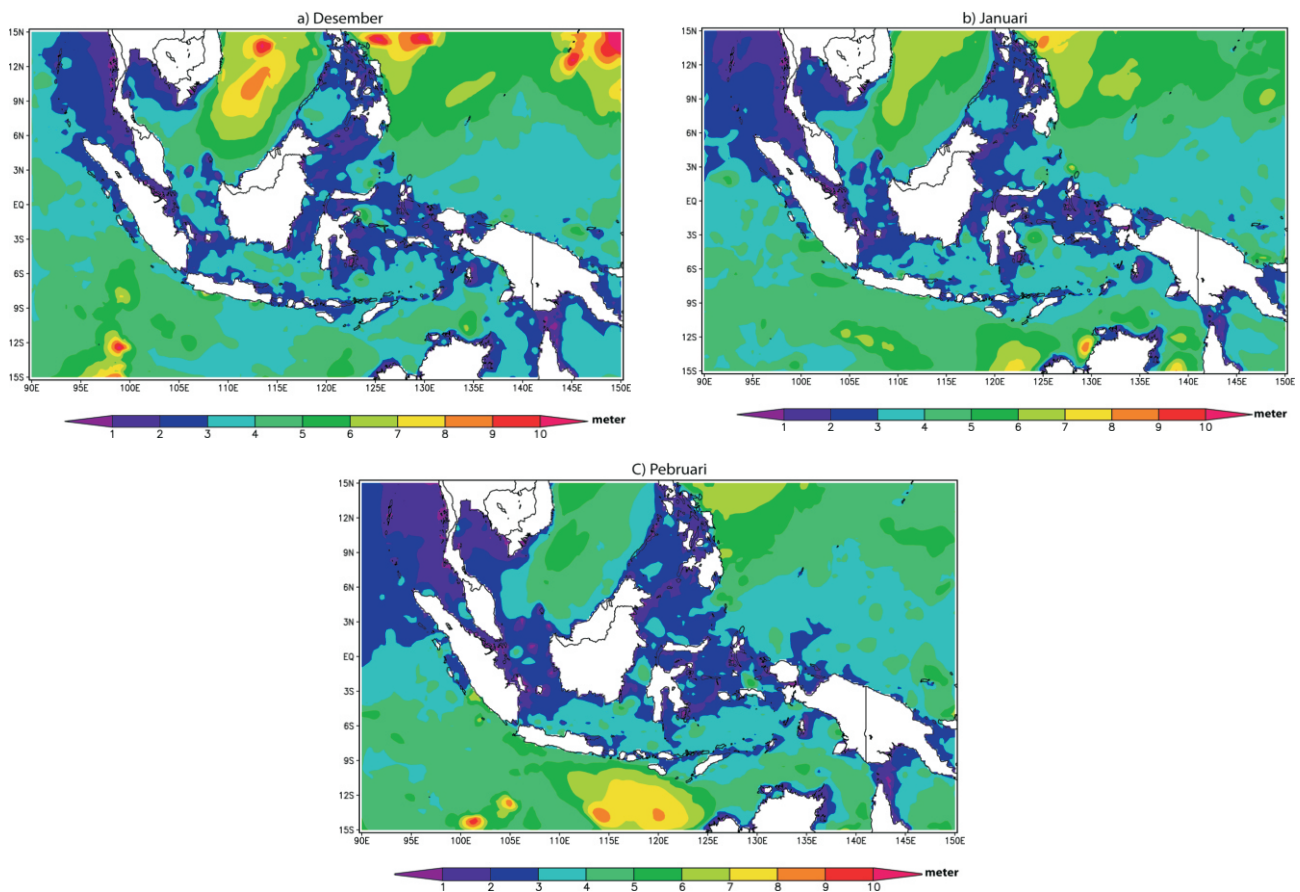 a) Desember
15N
12N
9N
6N
3N
EQ
3S
6S
9S
12S
15S
90E 95E 100E 105E 110E 115E 120E 125E 130E 135E 140E 145E 150E
1 2 3 4 5 6 7 8 9 10 meter
b) Januari
15N
12N
9N
6N
3N
EQ
3S
6S
9S
12S
15S
90E 95E 100E 105E 110E 115E 120E 125E 130E 135E 140E 145E 150E
1 2 3 4 5 6 7 8 9 10 meter
C) Pebruari
15N
12N
9N
6N
3N
EQ
3S
6S
9S
12S
15S
90E 95E 100E 105E 110E 115E 120E 125E 130E 135E 140E 145E 150E
1 2 3 4 5 6 7 8 9 10 meter